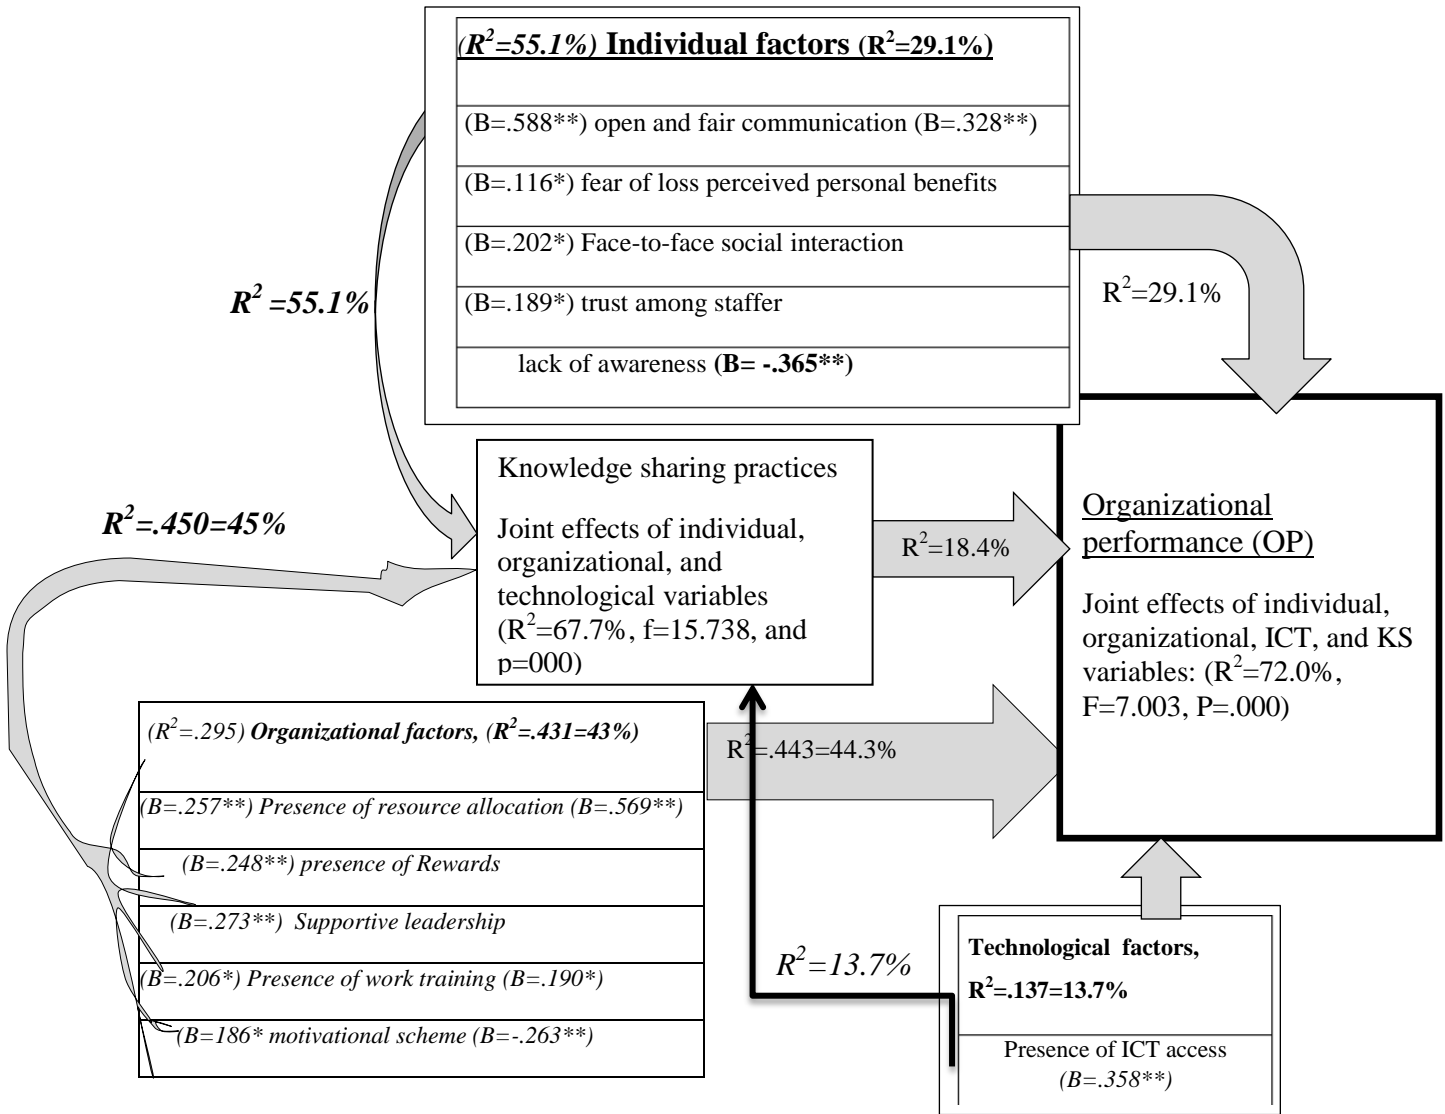 (R²=55.1%) Individual factors (R²=29.1%)
(B=.588**) open and fair communication (B=.328**)
(B=.116*) fear of loss perceived personal benefits
(B=.202*) Face-to-face social interaction
(B=.189*) trust among staffer
lack of awareness (B= -.365**)
R²=29.1%
R² =55.1%
R²=.450=45%
Knowledge sharing practices
Joint effects of individual,
organizational, and
technological variables
(R²=67.7%, f=15.738, and
p=000)
R²=18.4%
Organizational
performance (OP)
Joint effects of individual,
organizational, ICT, and KS
variables: (R²=72.0%,
F=7.003, P=.000)
(R²=.295) Organizational factors, (R²=.431=43%)
(B=.257**) Presence of resource allocation (B=.569**)
(B=.248**) presence of Rewards
(B=.273**) Supportive leadership
(B=.206*) Presence of work training (B=.190*)
(B=186* motivational scheme (B=-.263**)
R²=.443=44.3%
R²=13.7%
Technological factors,
R²=.137=13.7%
Presence of ICT access
(B=.358**)